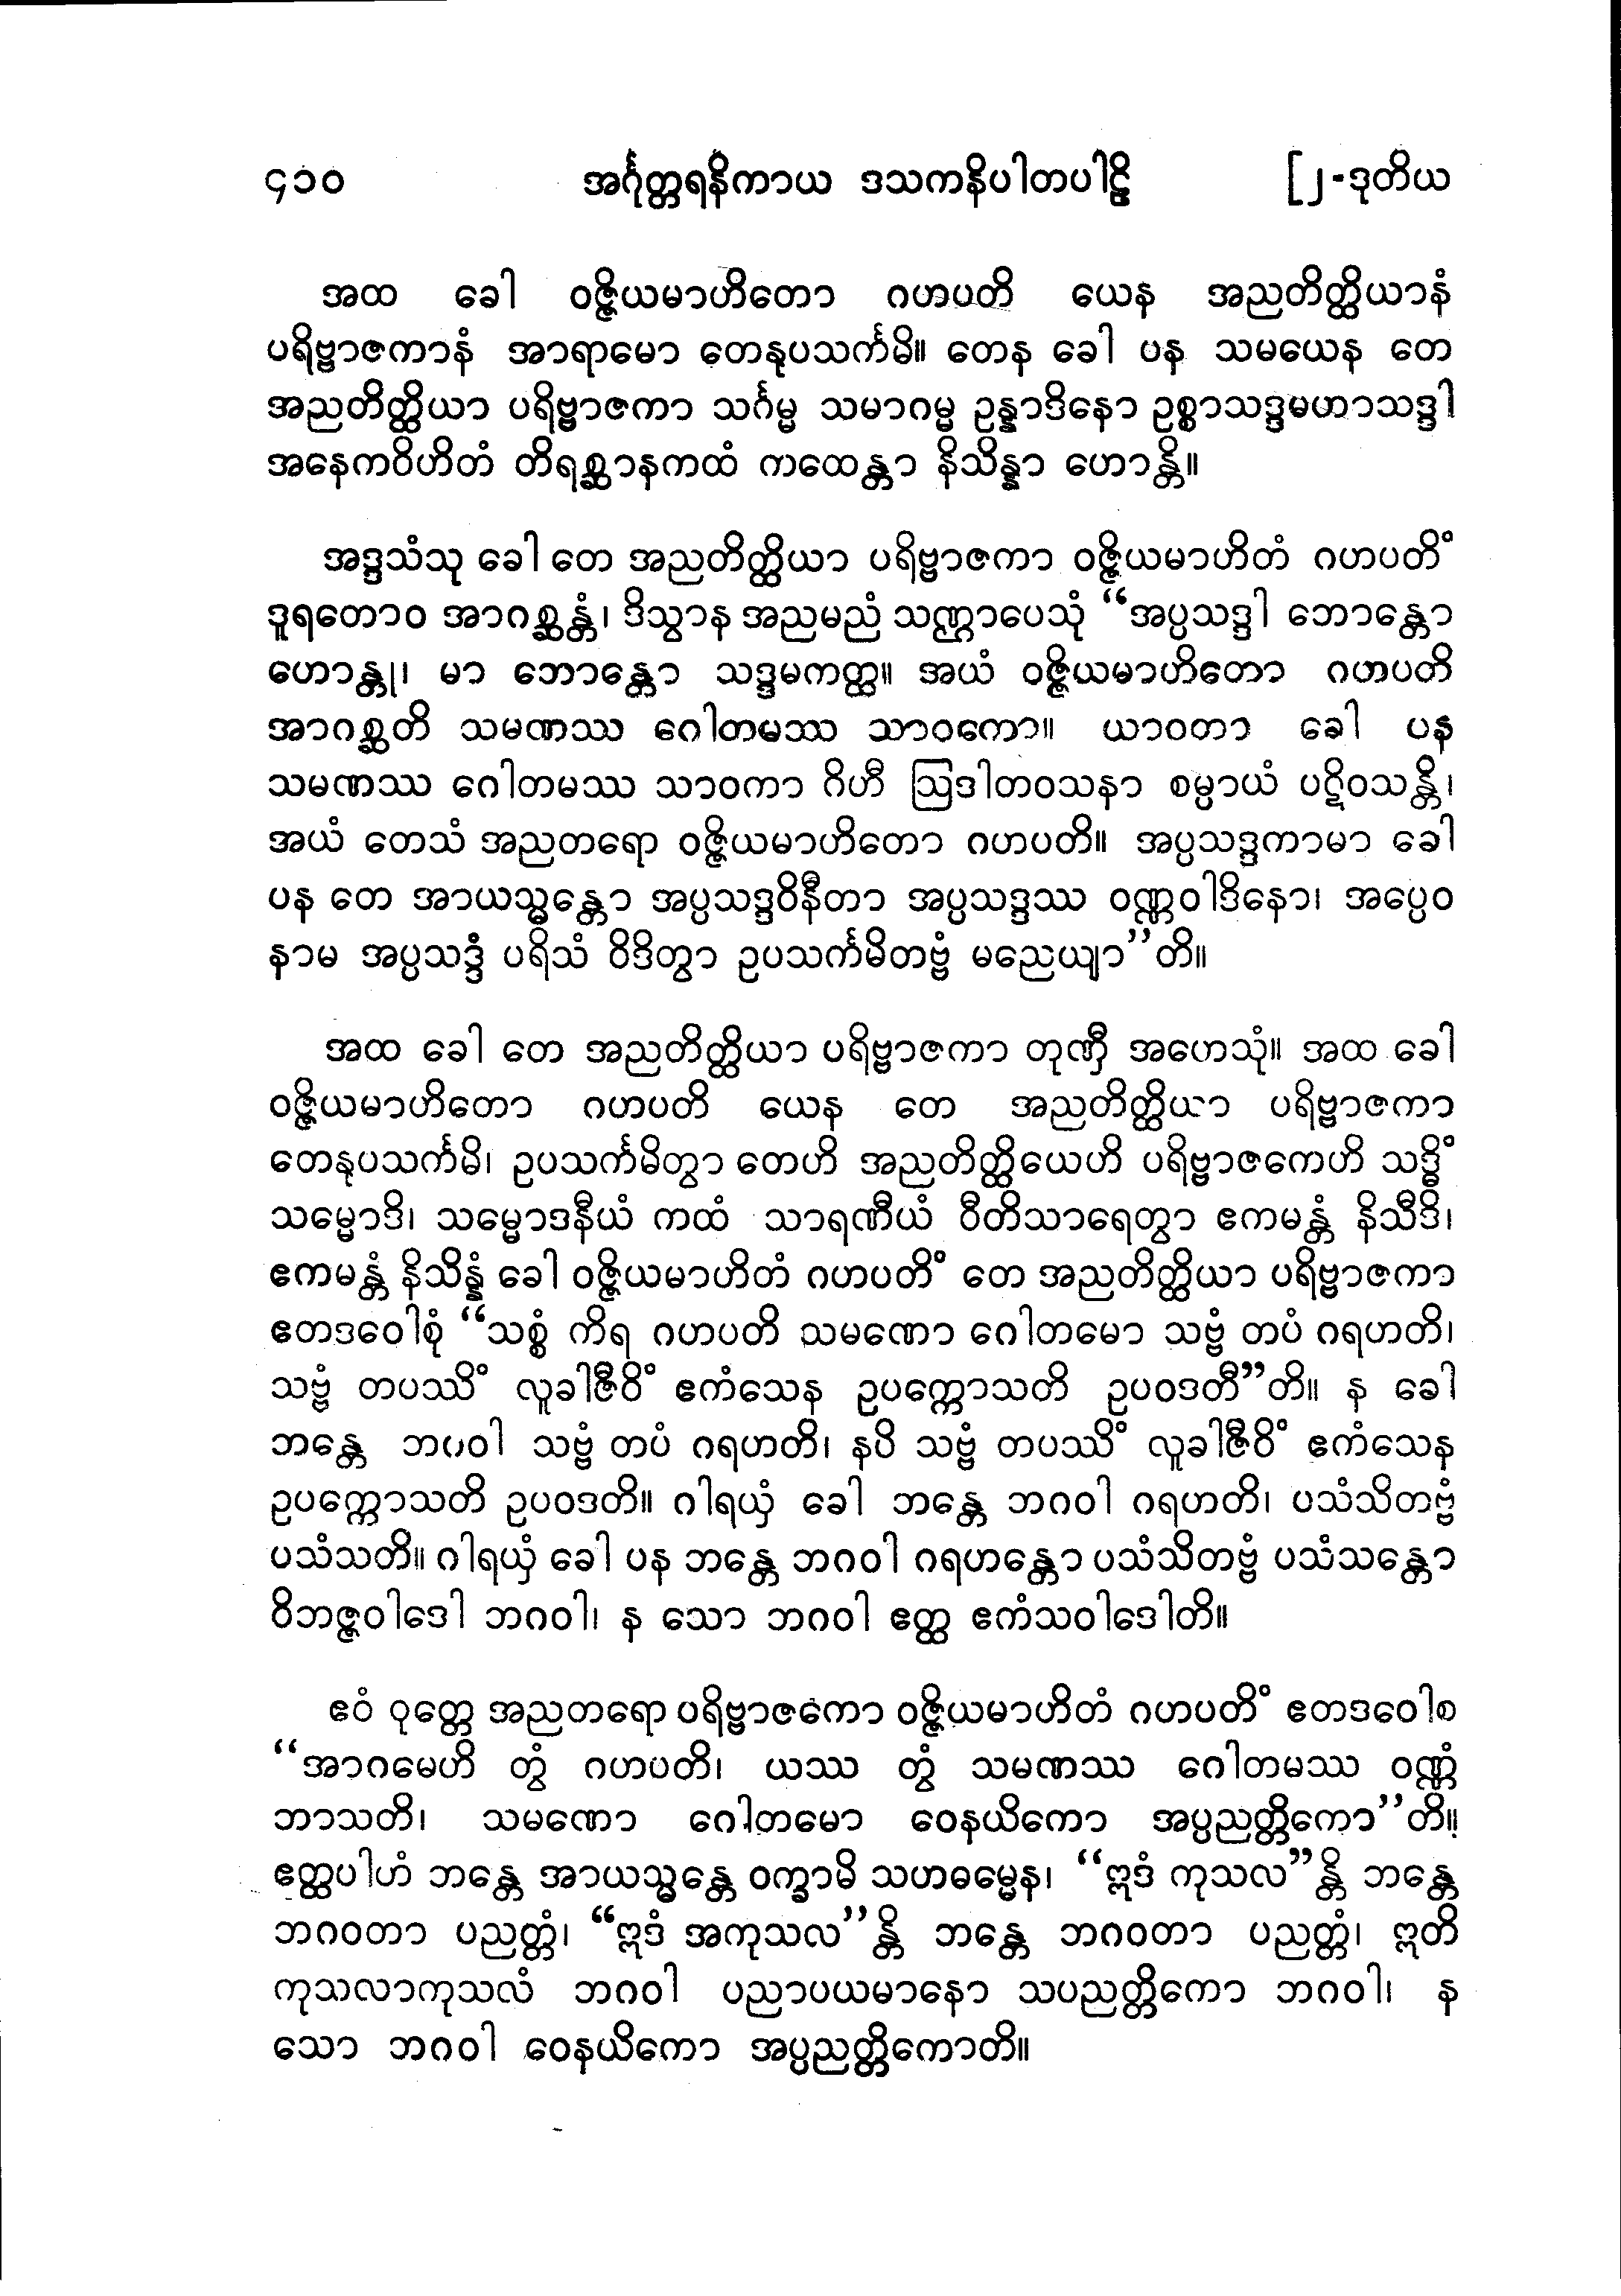 ၄၁၀ အင်္ဂုတ္တရနိကာယ ဒသကနိပါတပါဠိ [၂-ဒုတိယ
အထ ခေါ ဝဇ္ဇိယမာဟိတော ဂဟပတိ ယေန အညတိတ္ထိယာနံ
ပရိဗ္ဗာဇကာနံ အာရာမော တေနုပသင်္ကမိ။ တေန ခေါ ပန သမယေန တေ
အညတိတ္ထိယာ ပရိဗ္ဗာဇကာ သင်္ဂမ္မ သမာဂမ္မ ဥန္နာဒိနော ဥစ္စာသဒ္ဒမဟာသဒ္ဒါ
အနေကဝိဟိတံ တိရစ္ဆာနကထံ ကထေန္တာ နိသိန္နာ ဟောန္တိ။
အဒ္ဒသံသု ခေါ တေ အညတိတ္ထိယာ ပရိဗ္ဗာဇကာ ဝဇ္ဇိယမာဟိတံ ဂဟပတိံ
ဒူရတောဝ အာဂစ္ဆန္တံ၊ ဒိသွာန အညမညံ သဏ္ဌာပေသုံ “အပ္ပသဒ္ဒါ ဘောန္တော
ဟောန္တု၊ မာ ဘောန္တော သဒ္ဒမကတ္ထ။ အယံ ဝဇ္ဇိယမာဟိတော ဂဟပတိ
အာဂစ္ဆတိ သမဏဿ ဂေါတမဿ သာဝကော။ ယာဝတာ ခေါ ပန
သမဏဿ ဂေါတမဿ သာဝကာ ဂိဟီ ဩဒါတဝသနာ စမ္ပာယံ ပဋိဝသန္တိ၊
အယံ တေသံ အညတရော ဝဇ္ဇိယမာဟိတော ဂဟပတိ။ အပ္ပသဒ္ဒကာမာ ခေါ
ပန တေ အာယသ္မန္တော အပ္ပသဒ္ဒဝိနီတာ အပ္ပသဒ္ဒဿ ဝဏ္ဏဝါဒိနော၊ အပ္ပေဝ
နာမ အပ္ပသဒ္ဒံ ပရိသံ ဝိဒိတွာ ဥပသင်္ကမိတဗ္ဗံ မညေယျာ”တိ။
အထ ခေါ တေ အညတိတ္ထိယာ ပရိဗ္ဗာဇကာ တုဏှီ အဟေသုံ။ အထ ခေါ
ဝဇ္ဇိယမာဟိတော ဂဟပတိ ယေန တေ အညတိတ္ထိယာ ပရိဗ္ဗာဇကာ
တေနုပသင်္ကမိ၊ ဥပသင်္ကမိတွာ တေဟိ အညတိတ္ထိယေဟိ ပရိဗ္ဗာဇကေဟိ သဒ္ဓိံ
သမ္မောဒိ၊ သမ္မောဒနီယံ ကထံ သာရဏီယံ ဝီတိသာရေတွာ ဧကမန္တံ နိသီဒိ၊
ဧကမန္တံ နိသိန္နံ ခေါ ဝဇ္ဇိယမာဟိတံ ဂဟပတိံ တေ အညတိတ္ထိယာ ပရိဗ္ဗာဇကာ
ဧတဒဝေါစုံ “သစ္စံ ကိရ ဂဟပတိ သမဏော ဂေါတမော သဗ္ဗံ တပံ ဂရဟတိ၊
သဗ္ဗံ တပဿိံ လူခါဇီဝိံ ဧကံသေန ဥပက္ကောသတိ ဥပဝဒတီ”တိ။ န ခေါ
ဘန္တေ ဘဂဝါ သဗ္ဗံ တပံ ဂရဟတိ၊ နပိ သဗ္ဗံ တပဿိံ လူခါဇီဝိံ ဧကံသေန
ဥပက္ကောသတိ ဥပဝဒတိ။ ဂါရယှံ ခေါ ဘန္တေ ဘဂဝါ ဂရဟတိ၊ ပသံသိတဗ္ဗံ
ပသံသတိ။ ဂါရယှံ ခေါ ပန ဘန္တေ ဘဂဝါ ဂရဟန္တော ပသံသိတဗ္ဗံ ပသံသန္တော
ဝိဘဇ္ဇဝါဒေါ ဘဂဝါ၊ န သော ဘဂဝါ ဧတ္ထ ဧကံသဝါဒေါတိ။
ဧဝံ ဝုတ္တေ အညတရော ပရိဗ္ဗာဇကော ဝဇ္ဇိယမာဟိတံ ဂဟပတိံ ဧတဒဝေါစ
“အာဂမေဟိ တွံ ဂဟပတိ၊ ယဿ တွံ သမဏဿ ဂေါတမဿ ဝဏ္ဏံ
ဘာသတိ၊ သမဏော ဂေါတမော ဝေနယိကော အပ္ပညတ္တိကော”တိ။
ဧတ္ထပါဟံ ဘန္တေ အာယသ္မန္တေ ဝက္ခာမိ သဟဓမ္မေန၊ “ဣဒံ ကုသလ”န္တိ ဘန္တေ
ဘဂဝတာ ပညတ္တံ၊ “ဣဒံ အကုသလ”န္တိ ဘန္တေ ဘဂဝတာ ပညတ္တံ၊ ဣတိ
ကုသလာကုသလံ ဘဂဝါ ပညာပယမာနော သပညတ္တိကော ဘဂဝါ၊ န
သော ဘဂဝါ ဝေနယိကော အပ္ပညတ္တိကောတိ။